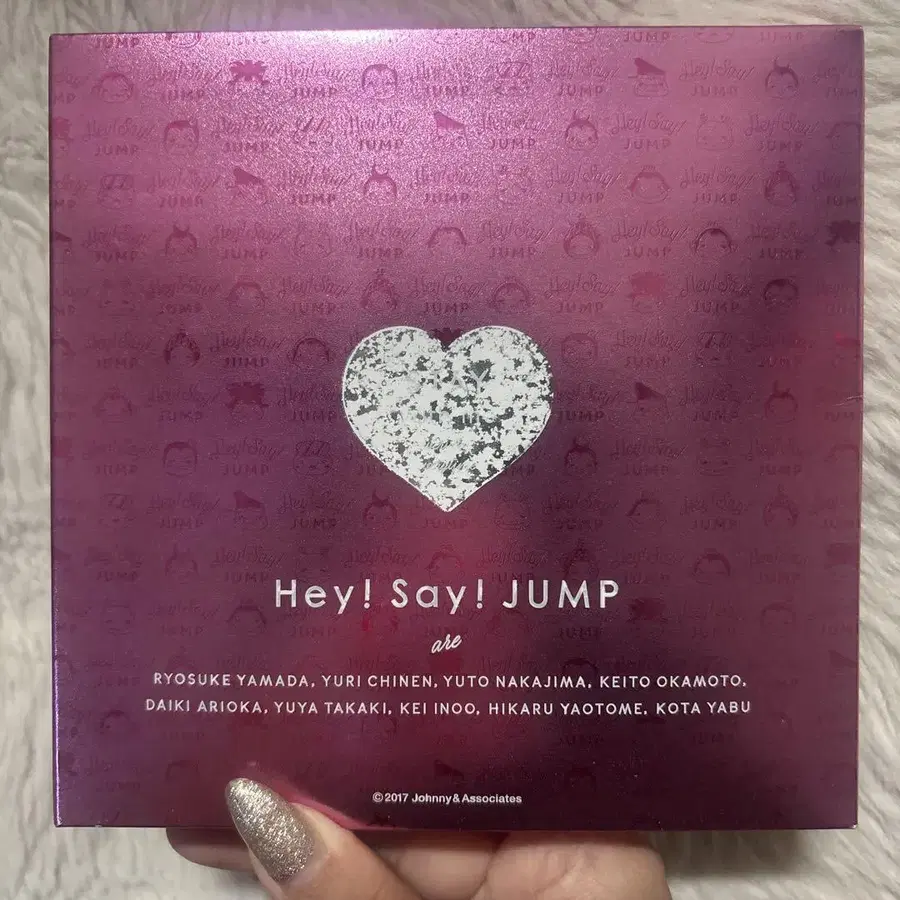 Hey! Say! JUMP
are
RYOSUKE YAMADA, YURI CHINEN, YUTO NAKAJIMA, KEITO OKAMOTO,
DAIKI ARIOKA, YUYA TAKAKI, KEI INOO, HIKARU YAOTOME, KOTA YABU
©2017 Johnny&Associates